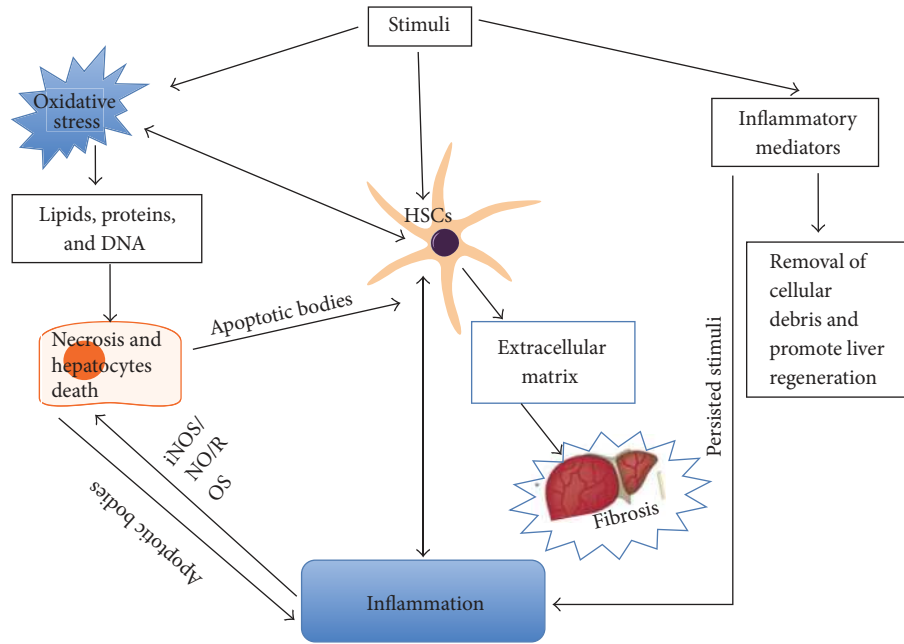 Stimuli
Oxidative
stress
Inflammatory
mediators
HSCs
Lipids, proteins,
and DNA
Removal of
cellular
debris and
promote liver
regeneration
Apoptotic bodies
Necrosis and
hepatocytes
death
Extracellular
matrix
Persisted stimuli
iNOS/
NO/R
OS
Apoptotic bodies
Fibrosis
Inflammation